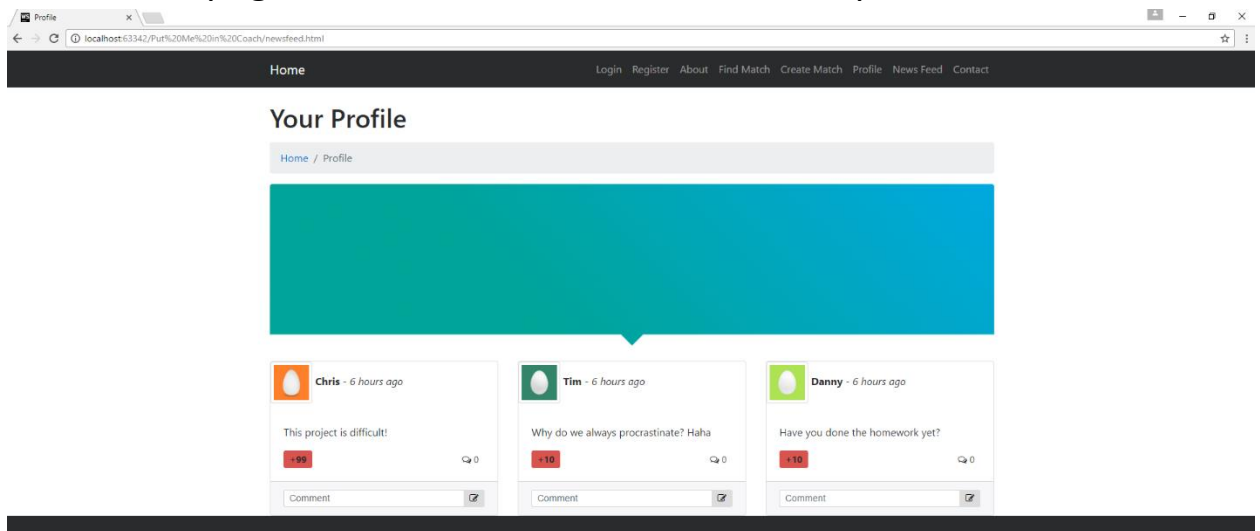 Profile
localhost:63342/Put%20Me%20in%20Coach/newsfeed.html
Home Login Register About Find Match Create Match Profile News Feed Contact
Your Profile
Home / Profile
Chris - 6 hours ago
Tim - 6 hours ago
Danny - 6 hours ago
This project is difficult!
Why do we always procrastinate? Haha
Have you done the homework yet?
+99 0
+10 0
+10 0
Comment
Comment
Comment